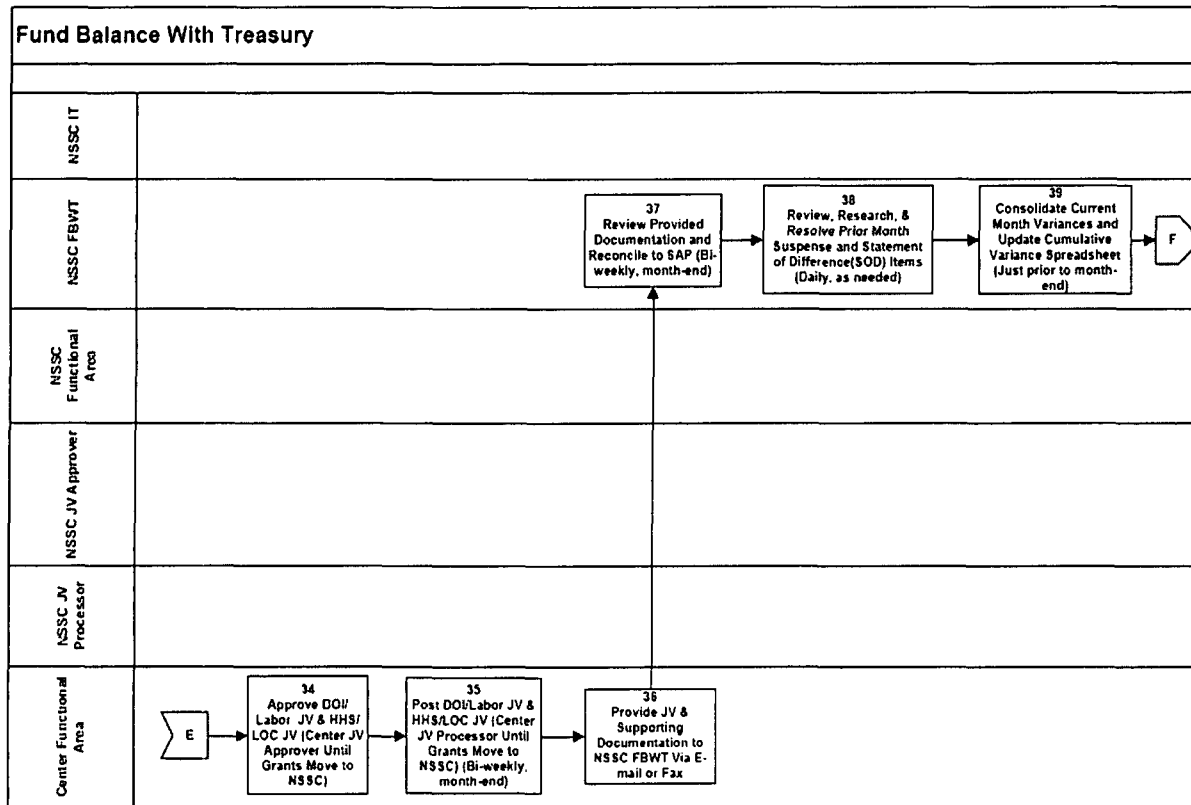 Fund Balance With Treasury
NSSC IT
NSSC FBWT
37
Review Provided
Documentation and
Reconcile to SAP (Bi-
weekly, month-end)
38
Review, Research, &
Resolve Prior Month
Suspense and Statement
of Difference(SOD) Items
(Daily, as needed)
39
Consolidate Current
Month Variances and
Update Cumulative
Variance Spreadsheet
(Just prior to month-
end)
F
NSSC
Functional
Area
NSSC JV Approver
NSSC JV
Processor
Center Functional
Area
E
34
Approve DOI/
Labor JV & HHS/
LOC JV (Center JV
Approver Until
Grants Move to
NSSC)
35
Post DOI/Labor JV &
HHS/LOC JV (Center
JV Processor Until
Grants Move to
NSSC) (Bi-weekly,
month-end)
36
Provide JV &
Supporting
Documentation to
NSSC FBWT Via E-
mail or Fax